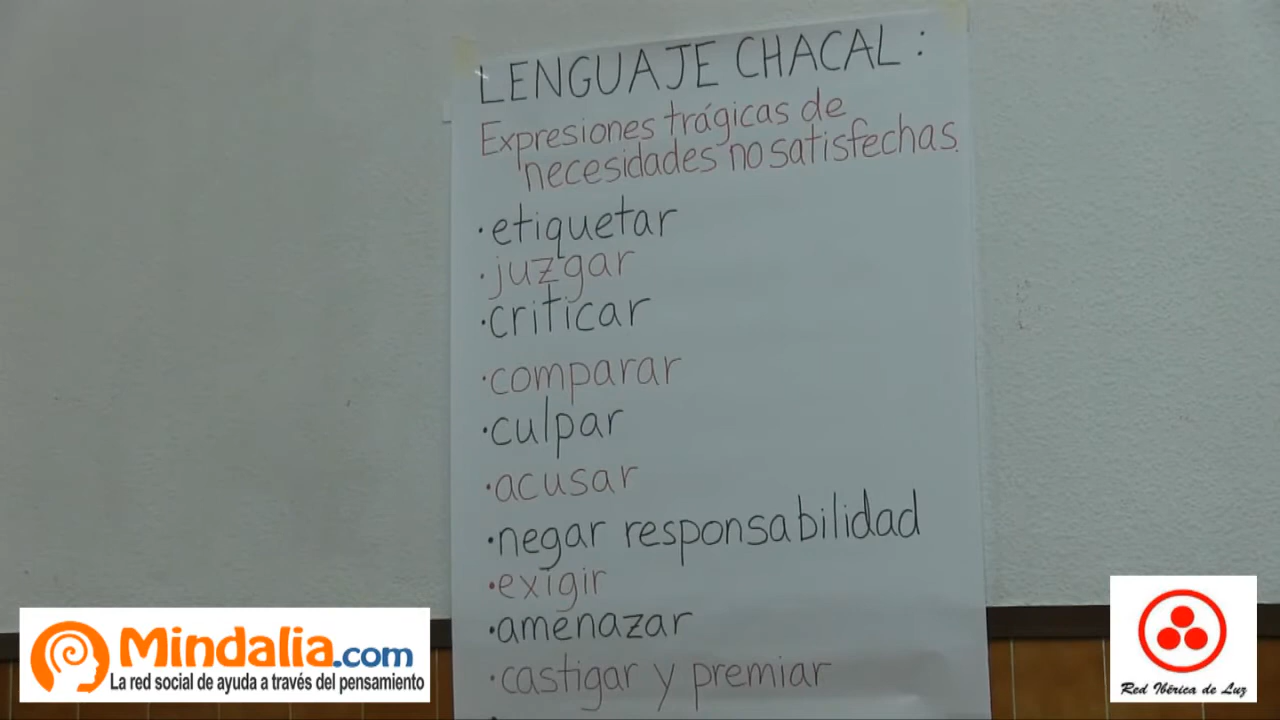 LENGUAJE CHACAL :
Expresiones trágicas de
necesidades no satisfechas.
· etiquetar
· juzgar
· criticar
· comparar
· culpar
· acusar
· negar responsabilidad
· exigir
· amenazar
· castigar y premiar
Mindalia.com
La red social de ayuda a través del pensamiento
Red Ibérica de Luz